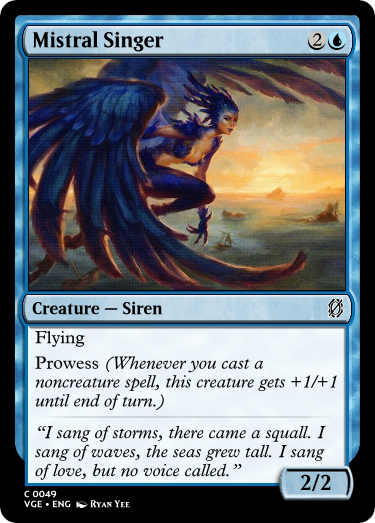 Mistral Singer 2
Creature — Siren
Flying
Prowess (Whenever you cast a
noncreature spell, this creature gets +1/+1
until end of turn.)
“I sang of storms, there came a squall. I
sang of waves, the seas grew tall. I sang
of love, but no voice called.”
2/2
C 0049
VGE • ENG Ryan Yee